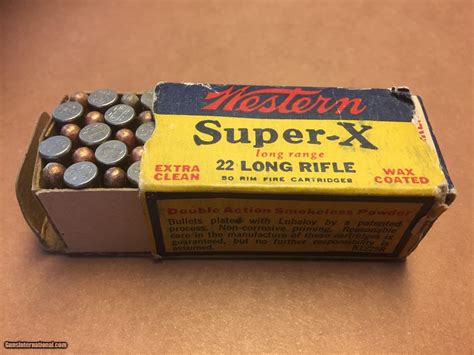 Western
Super-X
long range
EXTRA
CLEAN
22 LONG RIFLE
50 RIM FIRE CARTRIDGES
WAX
COATED
Double Action Smokeless Powder
Bullets plated with Lubaloy by a patented
process. Non-corrosive priming. Reasonable
care in the manufacture of these cartridges is
guaranteed, but no further responsibility is
assumed.
GunsInternational.com